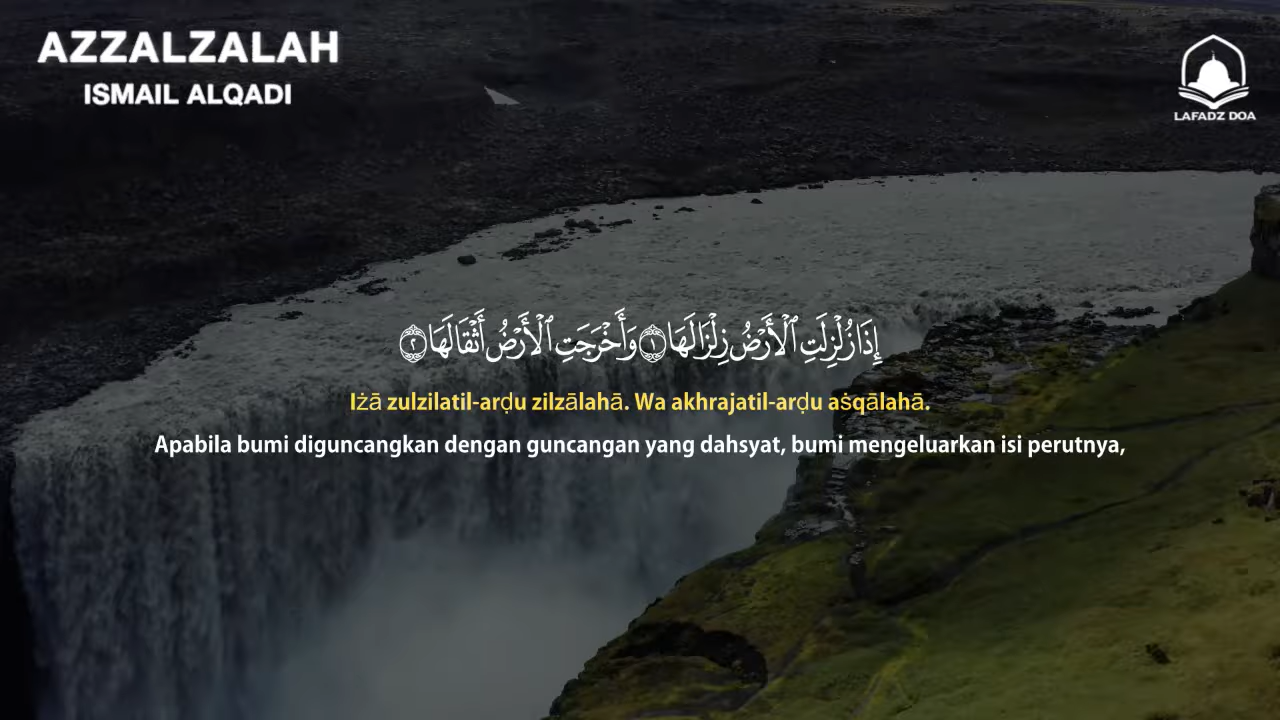 AZZALZALAH
ISMAIL ALQADI
LAFADZ DOA
إِذَا زُلْزِلَتِ ٱلْأَرْضُ زِلْزَالَهَا ١ وَأَخْرَجَتِ ٱلْأَرْضُ أَثْقَالَهَا ٢
Iżā zulzilatil-arḍu zilzālahā. Wa akhrajatil-arḍu aṡqālahā.
Apabila bumi diguncangkan dengan guncangan yang dahsyat, bumi mengeluarkan isi perutnya,